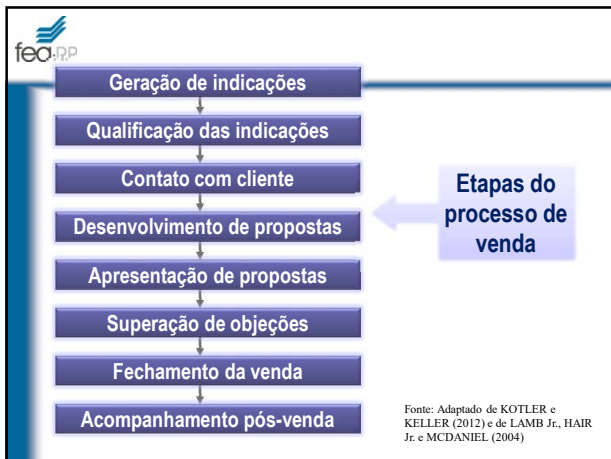 fea.RP
Geração de indicações
Qualificação das indicações
Contato com cliente
Desenvolvimento de propostas
Apresentação de propostas
Superação de objeções
Fechamento da venda
Acompanhamento pós-venda
Etapas do
processo de
venda
Fonte: Adaptado de KOTLER e
KELLER (2012) e de LAMB Jr., HAIR
Jr. e MCDANIEL (2004)